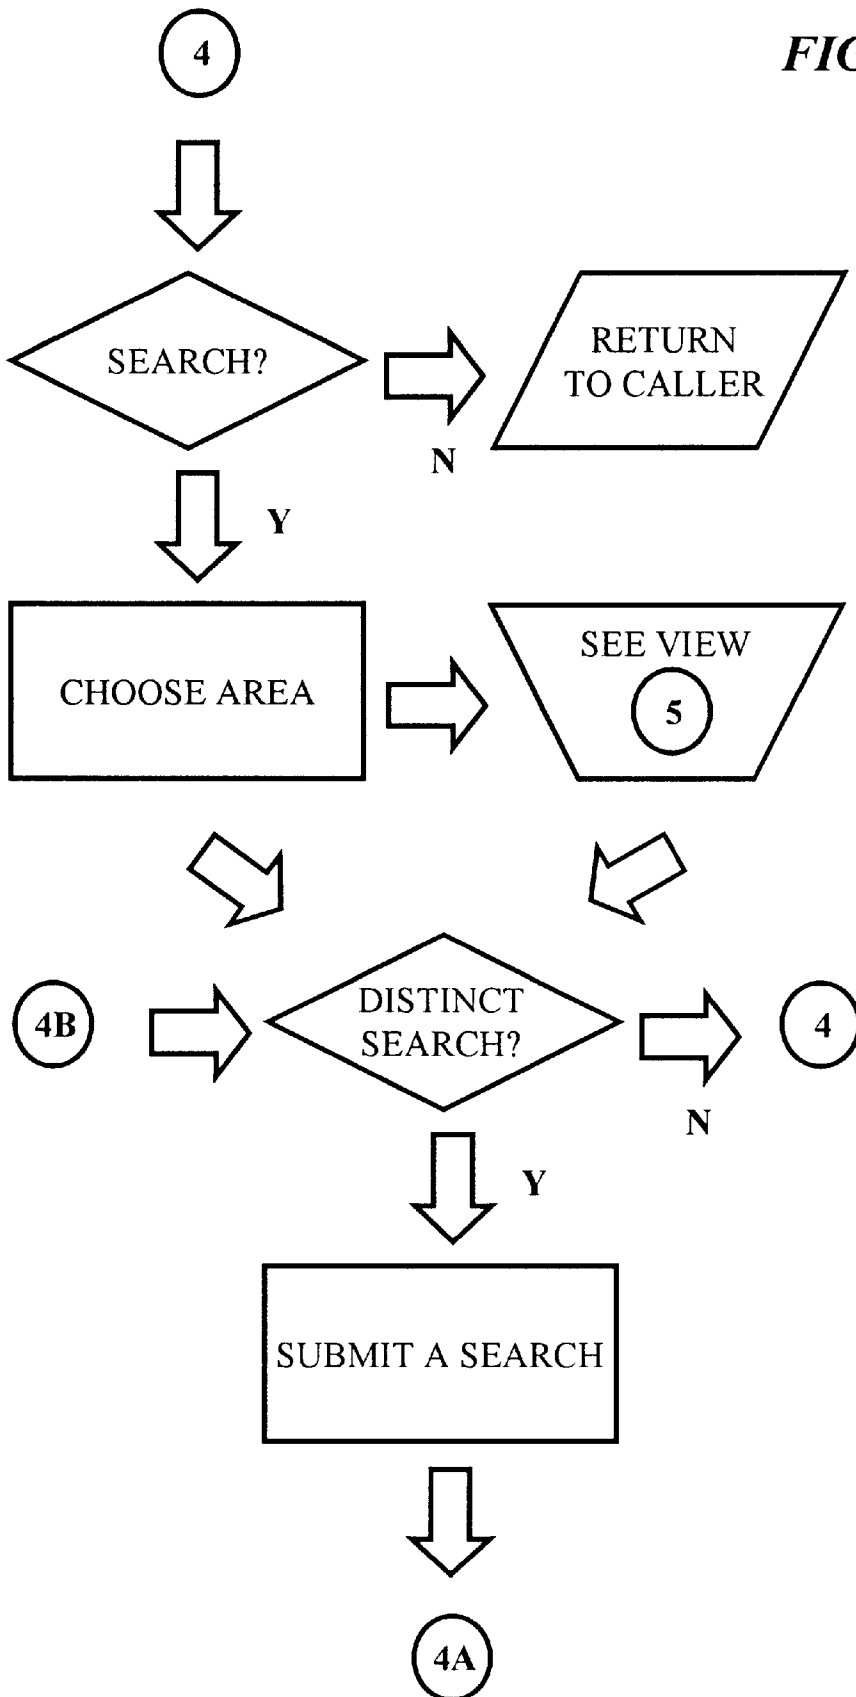 4
FIG
SEARCH?
RETURN
TO CALLER
N
Y
CHOOSE AREA
SEE VIEW
5
4B
DISTINCT
SEARCH?
4
N
Y
SUBMIT A SEARCH
4A